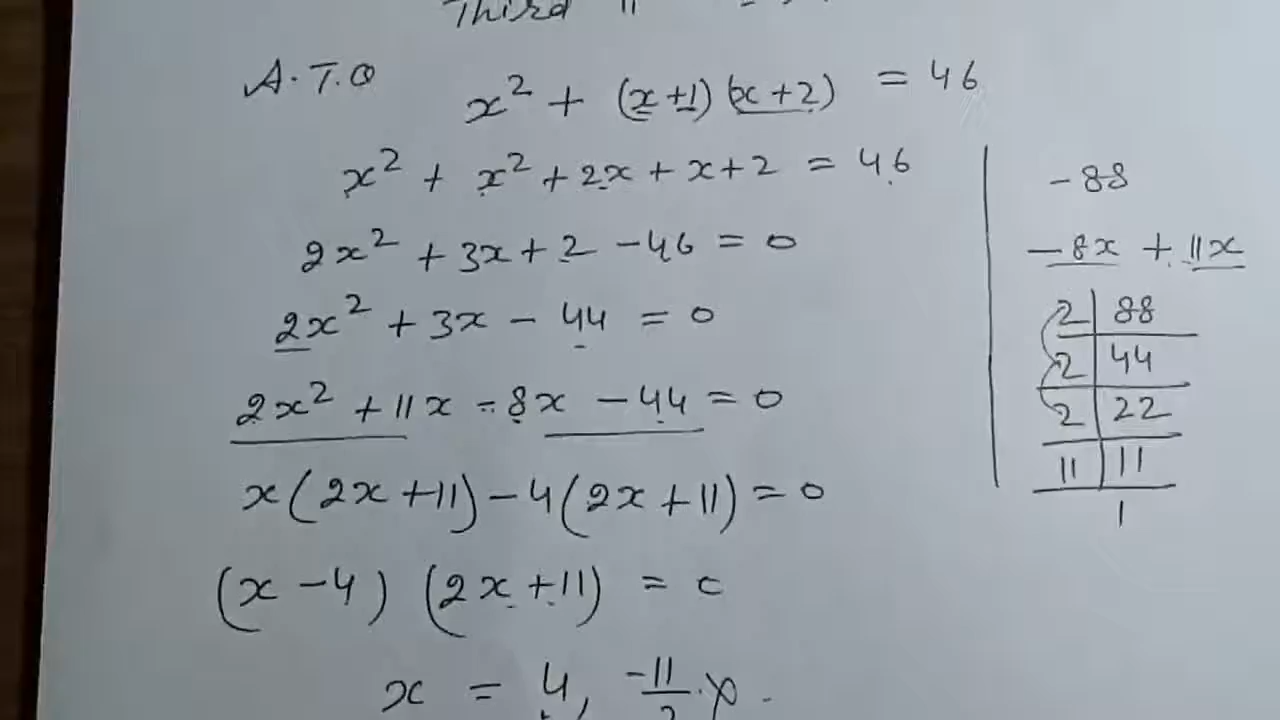 Third 11
A.T.Q x² + (x+1) (x+2) = 46
x² + x² + 2x + x + 2 = 46
2x² + 3x + 2 - 46 = 0
2x² + 3x - 44 = 0
2x² + 11x - 8x - 44 = 0
x(2x+11) - 4(2x+11) = 0
(x-4) (2x+11) = 0
x = 4, -11/2
-88
-8x + 11x
2 | 88
2 | 44
2 | 22
11 | 11
1